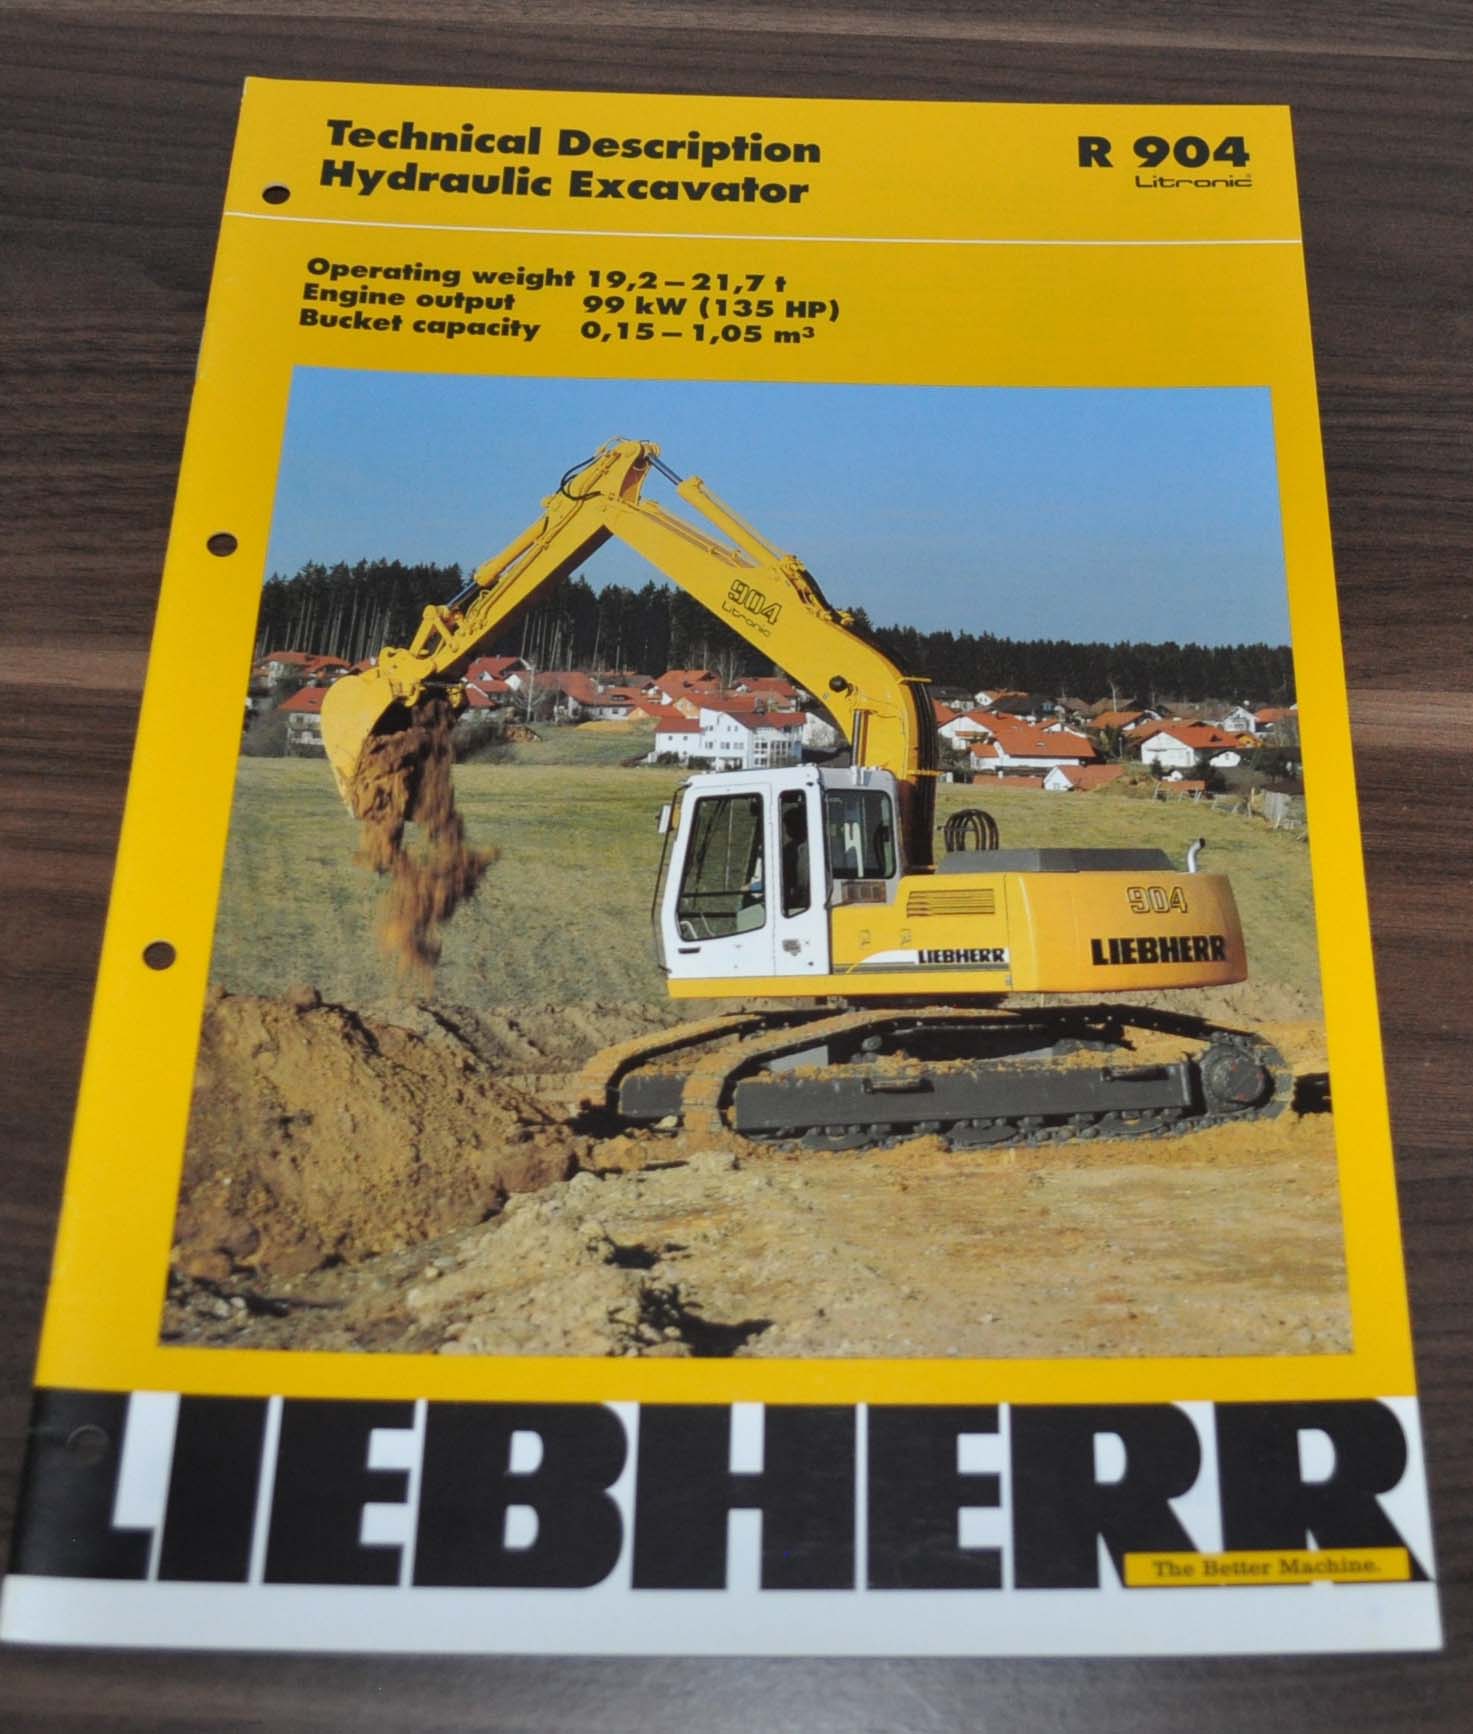 Technical Description
Hydraulic Excavator
R 904
Litronic®
Operating weight 19,2 – 21,7 t
Engine output 99 kW (135 HP)
Bucket capacity 0,15 – 1,05 m³
904
Litronic
904
LIEBHERR
LIEBHERR
LIEBHERR
The Better Machine.